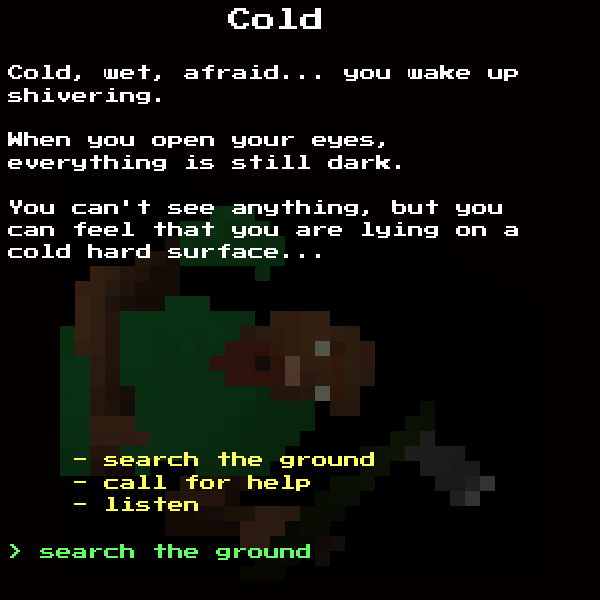 Cold
Cold, wet, afraid... you wake up
shivering.
When you open your eyes,
everything is still dark.
You can't see anything, but you
can feel that you are lying on a
cold hard surface...
- search the ground
- call for help
- listen
> search the ground